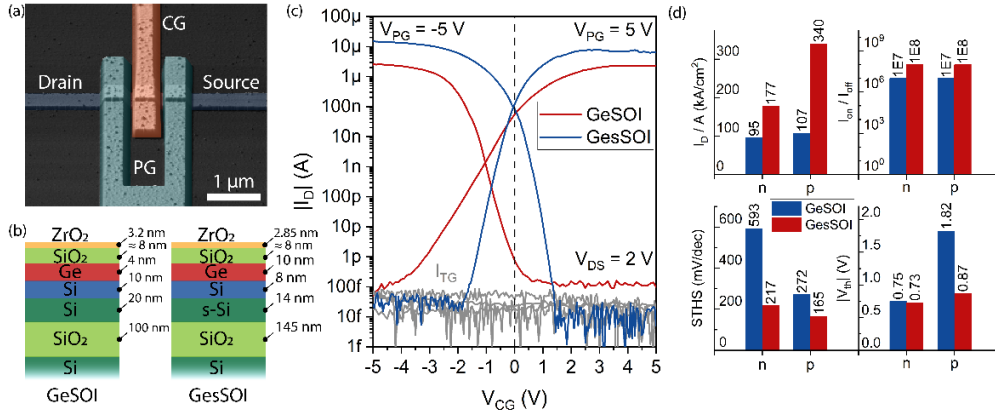 (a)
CG
Drain
Source
PG
1 µm
(b)
ZrO₂
3.2 nm
≈ 8 nm
SiO₂
4 nm
Ge
10 nm
Si
20 nm
SiO₂
100 nm
Si
GeSOI
ZrO₂
2.85 nm
≈ 8 nm
SiO₂
10 nm
Ge
8 nm
Si
s-Si
14 nm
SiO₂
145 nm
Si
GesSOI
(c)
100µ
10µ
1µ
100n
10n
1n
100p
10p
1p
100f
10f
1f
|I_D| (A)
V_PG = -5 V
V_PG = 5 V
GeSOI
GesSOI
V_DS = 2 V
I_TG
-5 -4 -3 -2 -1 0 1 2 3 4 5
V_CG (V)
(d)
I_D / A (kA/cm²)
300
200
100
0
95
177
107
340
n p
I_on / I_off
10⁹
10⁶
10³
10⁰
1E7
1E8
1E7
1E8
n p
STHS (mV/dec)
600
400
200
0
593
217
272
165
n p
GeSOI
GesSOI
|V_th| (V)
2.0
1.5
1.0
0.5
0.0
0.75
0.73
1.82
0.87
n p